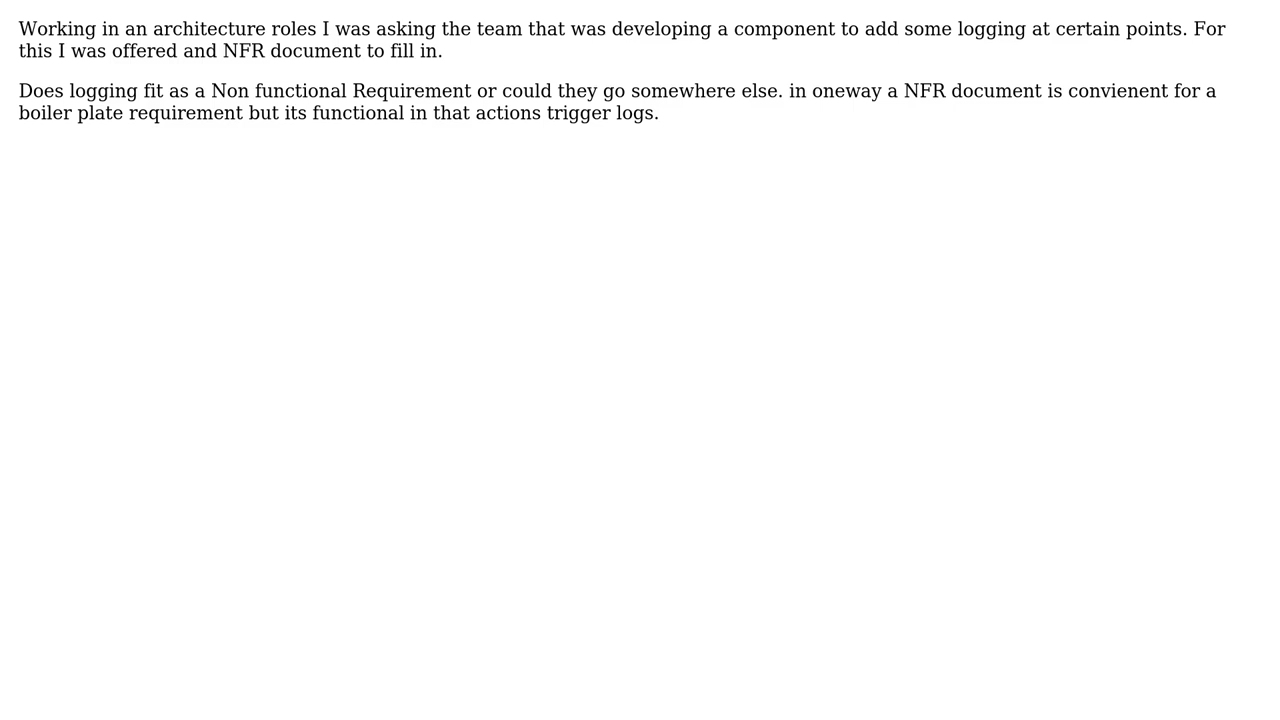 Working in an architecture roles I was asking the team that was developing a component to add some logging at certain points. For
this I was offered and NFR document to fill in.
Does logging fit as a Non functional Requirement or could they go somewhere else. in oneway a NFR document is convienent for a
boiler plate requirement but its functional in that actions trigger logs.